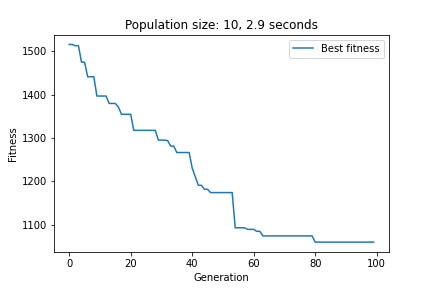 Population size: 10, 2.9 seconds
Best fitness
1500
1400
1300
1200
1100
Fitness
0 20 40 60 80 100
Generation